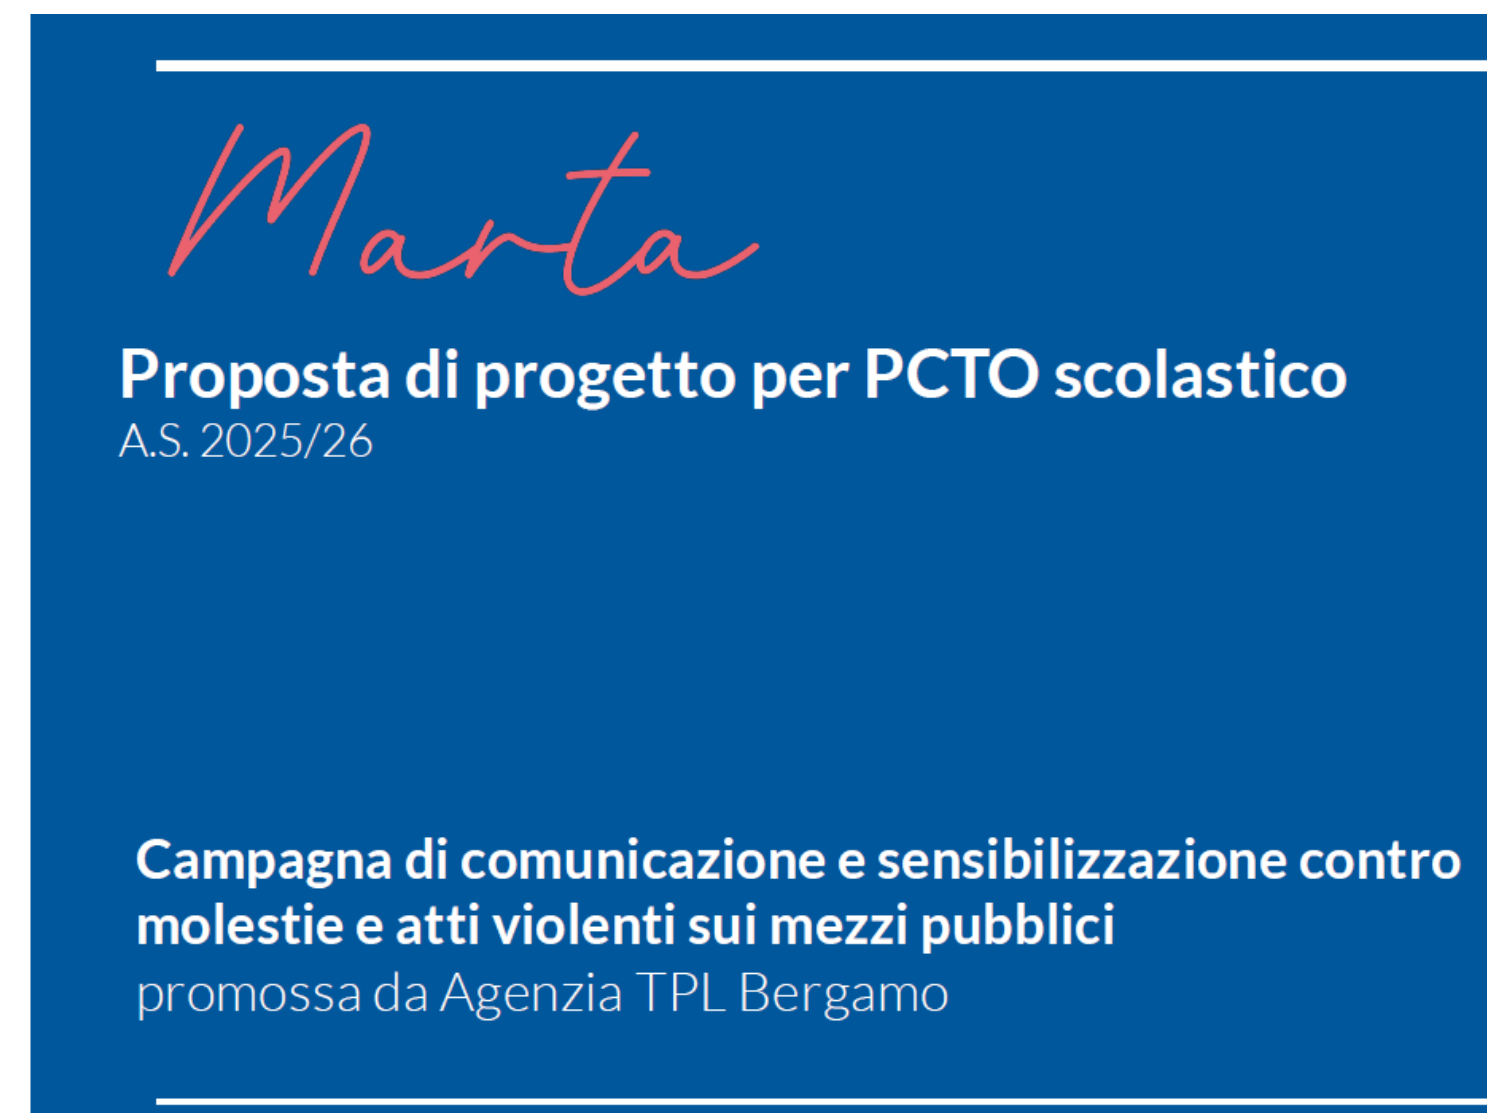 Marta
Proposta di progetto per PCTO scolastico
A.S. 2025/26
Campagna di comunicazione e sensibilizzazione contro
molestie e atti violenti sui mezzi pubblici
promossa da Agenzia TPL Bergamo